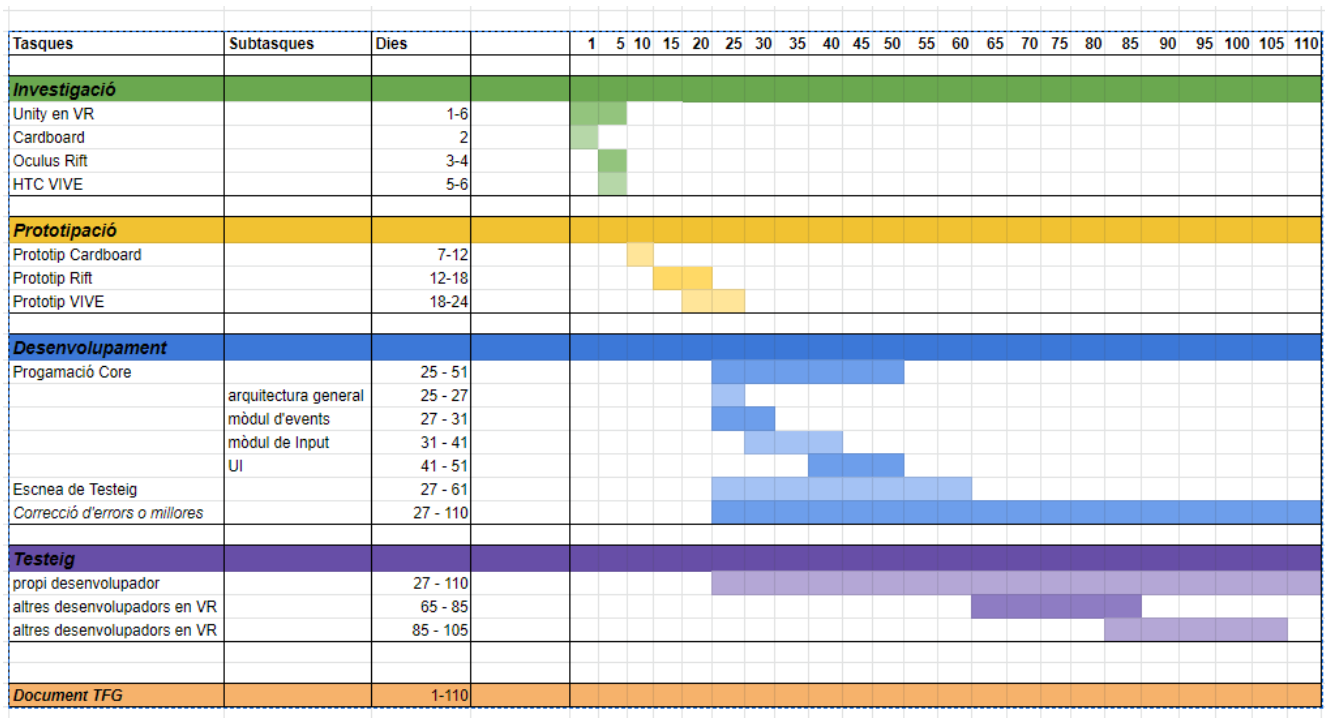 Tasques Subtasques Dies 1 5 10 15 20 25 30 35 40 45 50 55 60 65 70 75 80 85 90 95 100 105 110
Investigació
Unity en VR 1-6
Cardboard 2
Oculus Rift 3-4
HTC VIVE 5-6
Prototipació
Prototip Cardboard 7-12
Prototip Rift 12-18
Prototip VIVE 18-24
Desenvolupament
Progamació Core 25 - 51
arquitectura general 25 - 27
mòdul d'events 27 - 31
mòdul de Input 31 - 41
UI 41 - 51
Escnea de Testeig 27 - 61
Correcció d'errors o millores 27 - 110
Testeig
propi desenvolupador 27 - 110
altres desenvolupadors en VR 65 - 85
altres desenvolupadors en VR 85 - 105
Document TFG 1-110